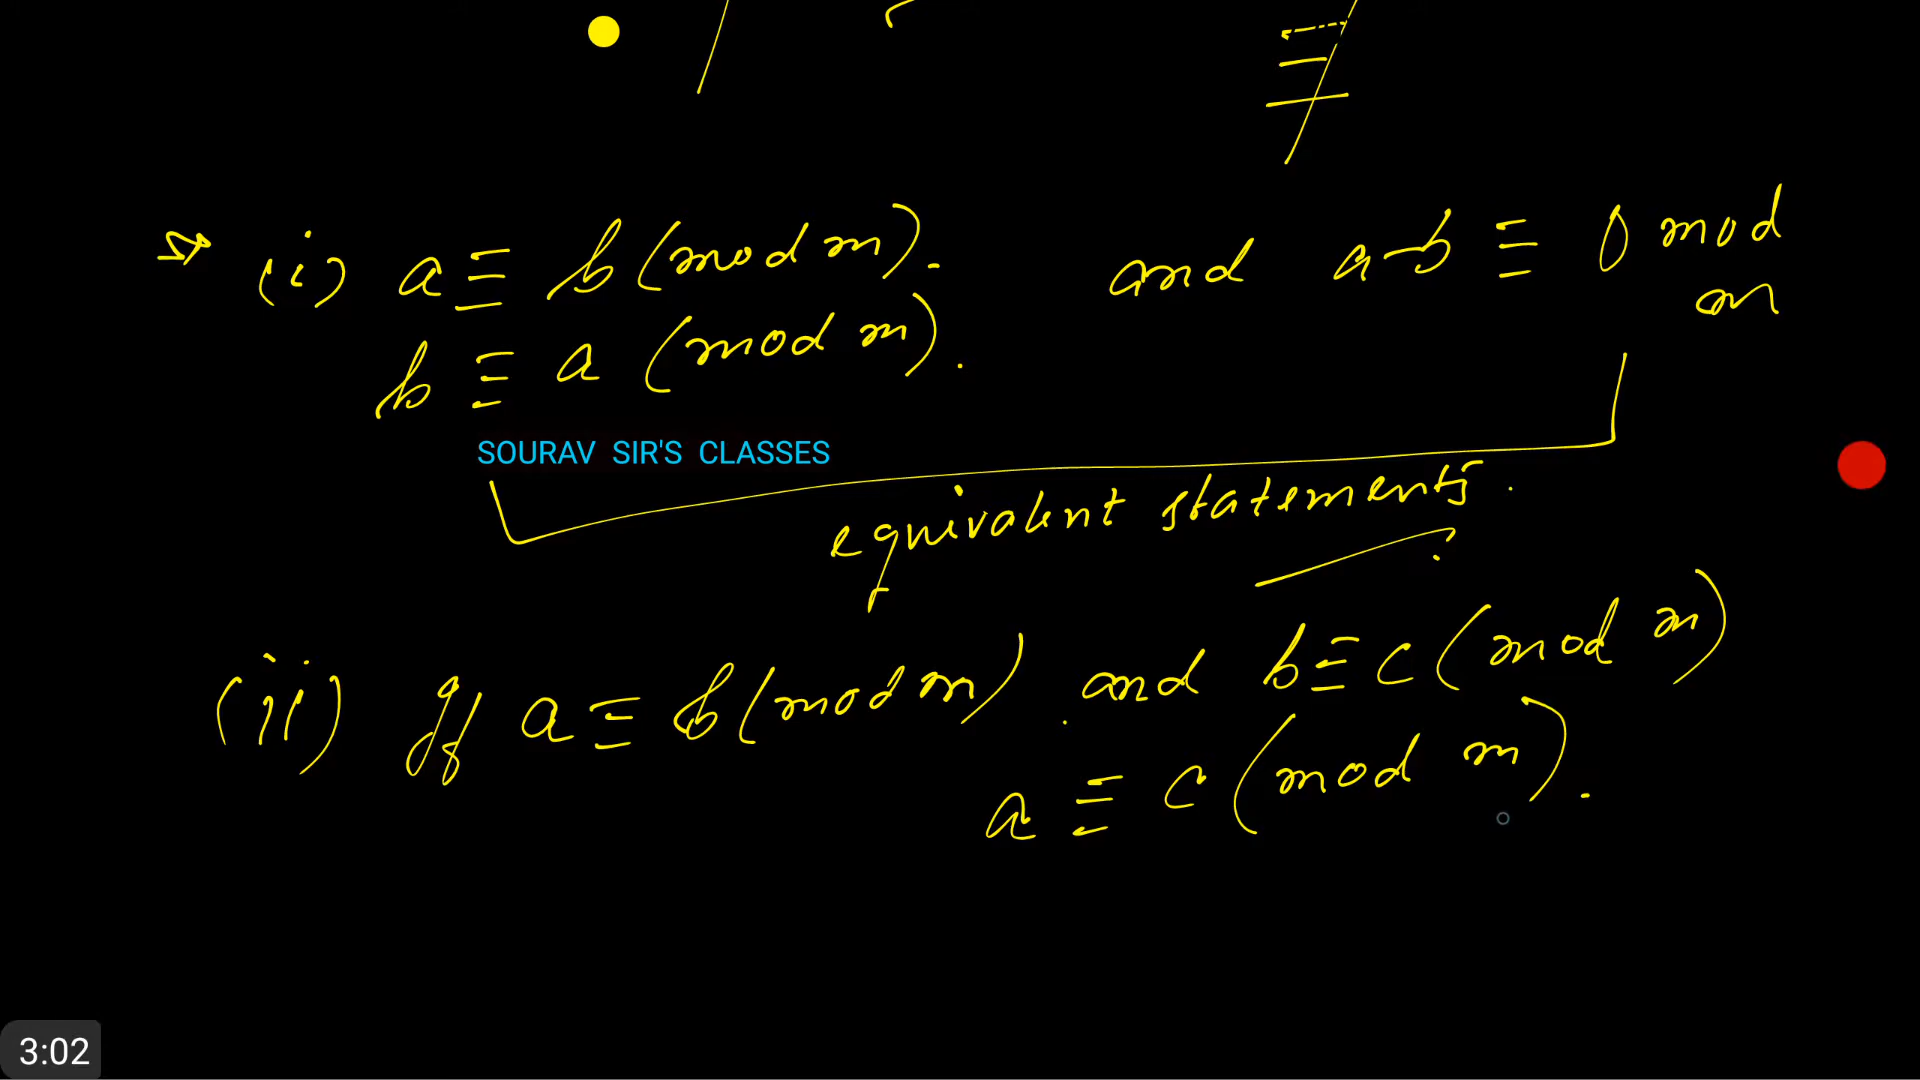 (i) a ≡ b (mod m). and a-b ≡ 0 mod m
b ≡ a (mod m).
SOURAV SIR'S CLASSES
equivalent statements.
(ii) If a ≡ b (mod m) and b ≡ c (mod m)
a ≡ c (mod m).
3:02